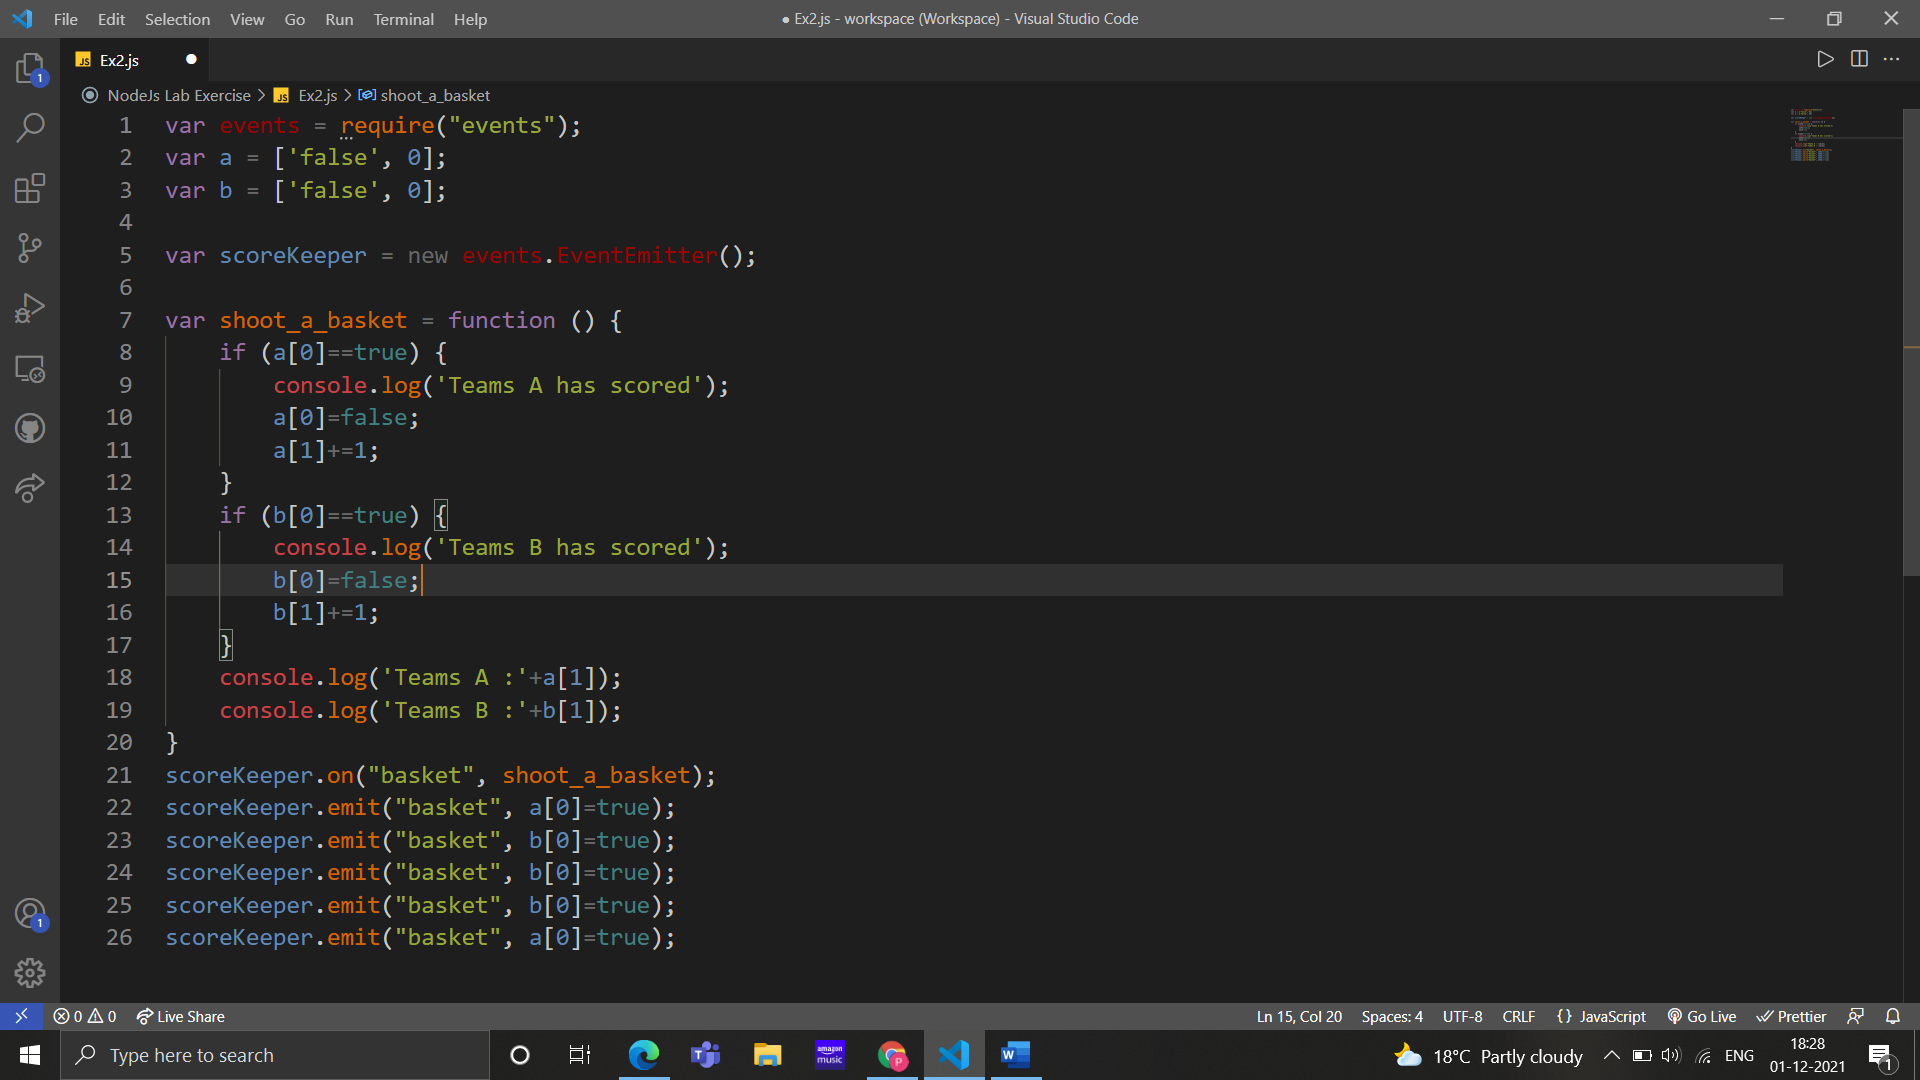 File Edit Selection View Go Run Terminal Help
● Ex2.js - workspace (Workspace) - Visual Studio Code
JS Ex2.js
1
NodeJs Lab Exercise > JS Ex2.js > shoot_a_basket
1 var events = require("events");
2 var a = ['false', 0];
3 var b = ['false', 0];
4
5 var scoreKeeper = new events.EventEmitter();
6
7 var shoot_a_basket = function () {
8 if (a[0]==true) {
9 console.log('Teams A has scored');
10 a[0]=false;
11 a[1]+=1;
12 }
13 if (b[0]==true) {
14 console.log('Teams B has scored');
15 b[0]=false;
16 b[1]+=1;
17 }
18 console.log('Teams A :'+a[1]);
19 console.log('Teams B :'+b[1]);
20 }
21 scoreKeeper.on("basket", shoot_a_basket);
22 scoreKeeper.emit("basket", a[0]=true);
23 scoreKeeper.emit("basket", b[0]=true);
24 scoreKeeper.emit("basket", b[0]=true);
25 scoreKeeper.emit("basket", b[0]=true);
26 scoreKeeper.emit("basket", a[0]=true);
1
0 0 Live Share
Ln 15, Col 20 Spaces: 4 UTF-8 CRLF {} JavaScript Go Live Prettier
Type here to search
amazon music
18°C Partly cloudy
ENG
18:28
01-12-2021
1